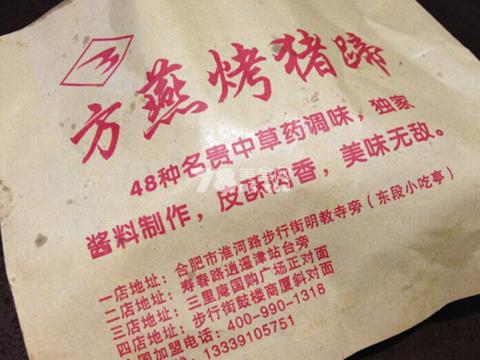 方燕烤猪蹄
48种名贵中草药调味，独家
酱料制作，皮酥肉香，美味无敌。
一店地址：合肥市淮河路步行街明教寺旁（东段小吃亭）
二店地址：寿春路逍遥津站台旁
三店地址：三里庵国购广场正对面
四店地址：步行街鼓楼商厦斜对面
国加盟电话：400-990-1318
13339105751